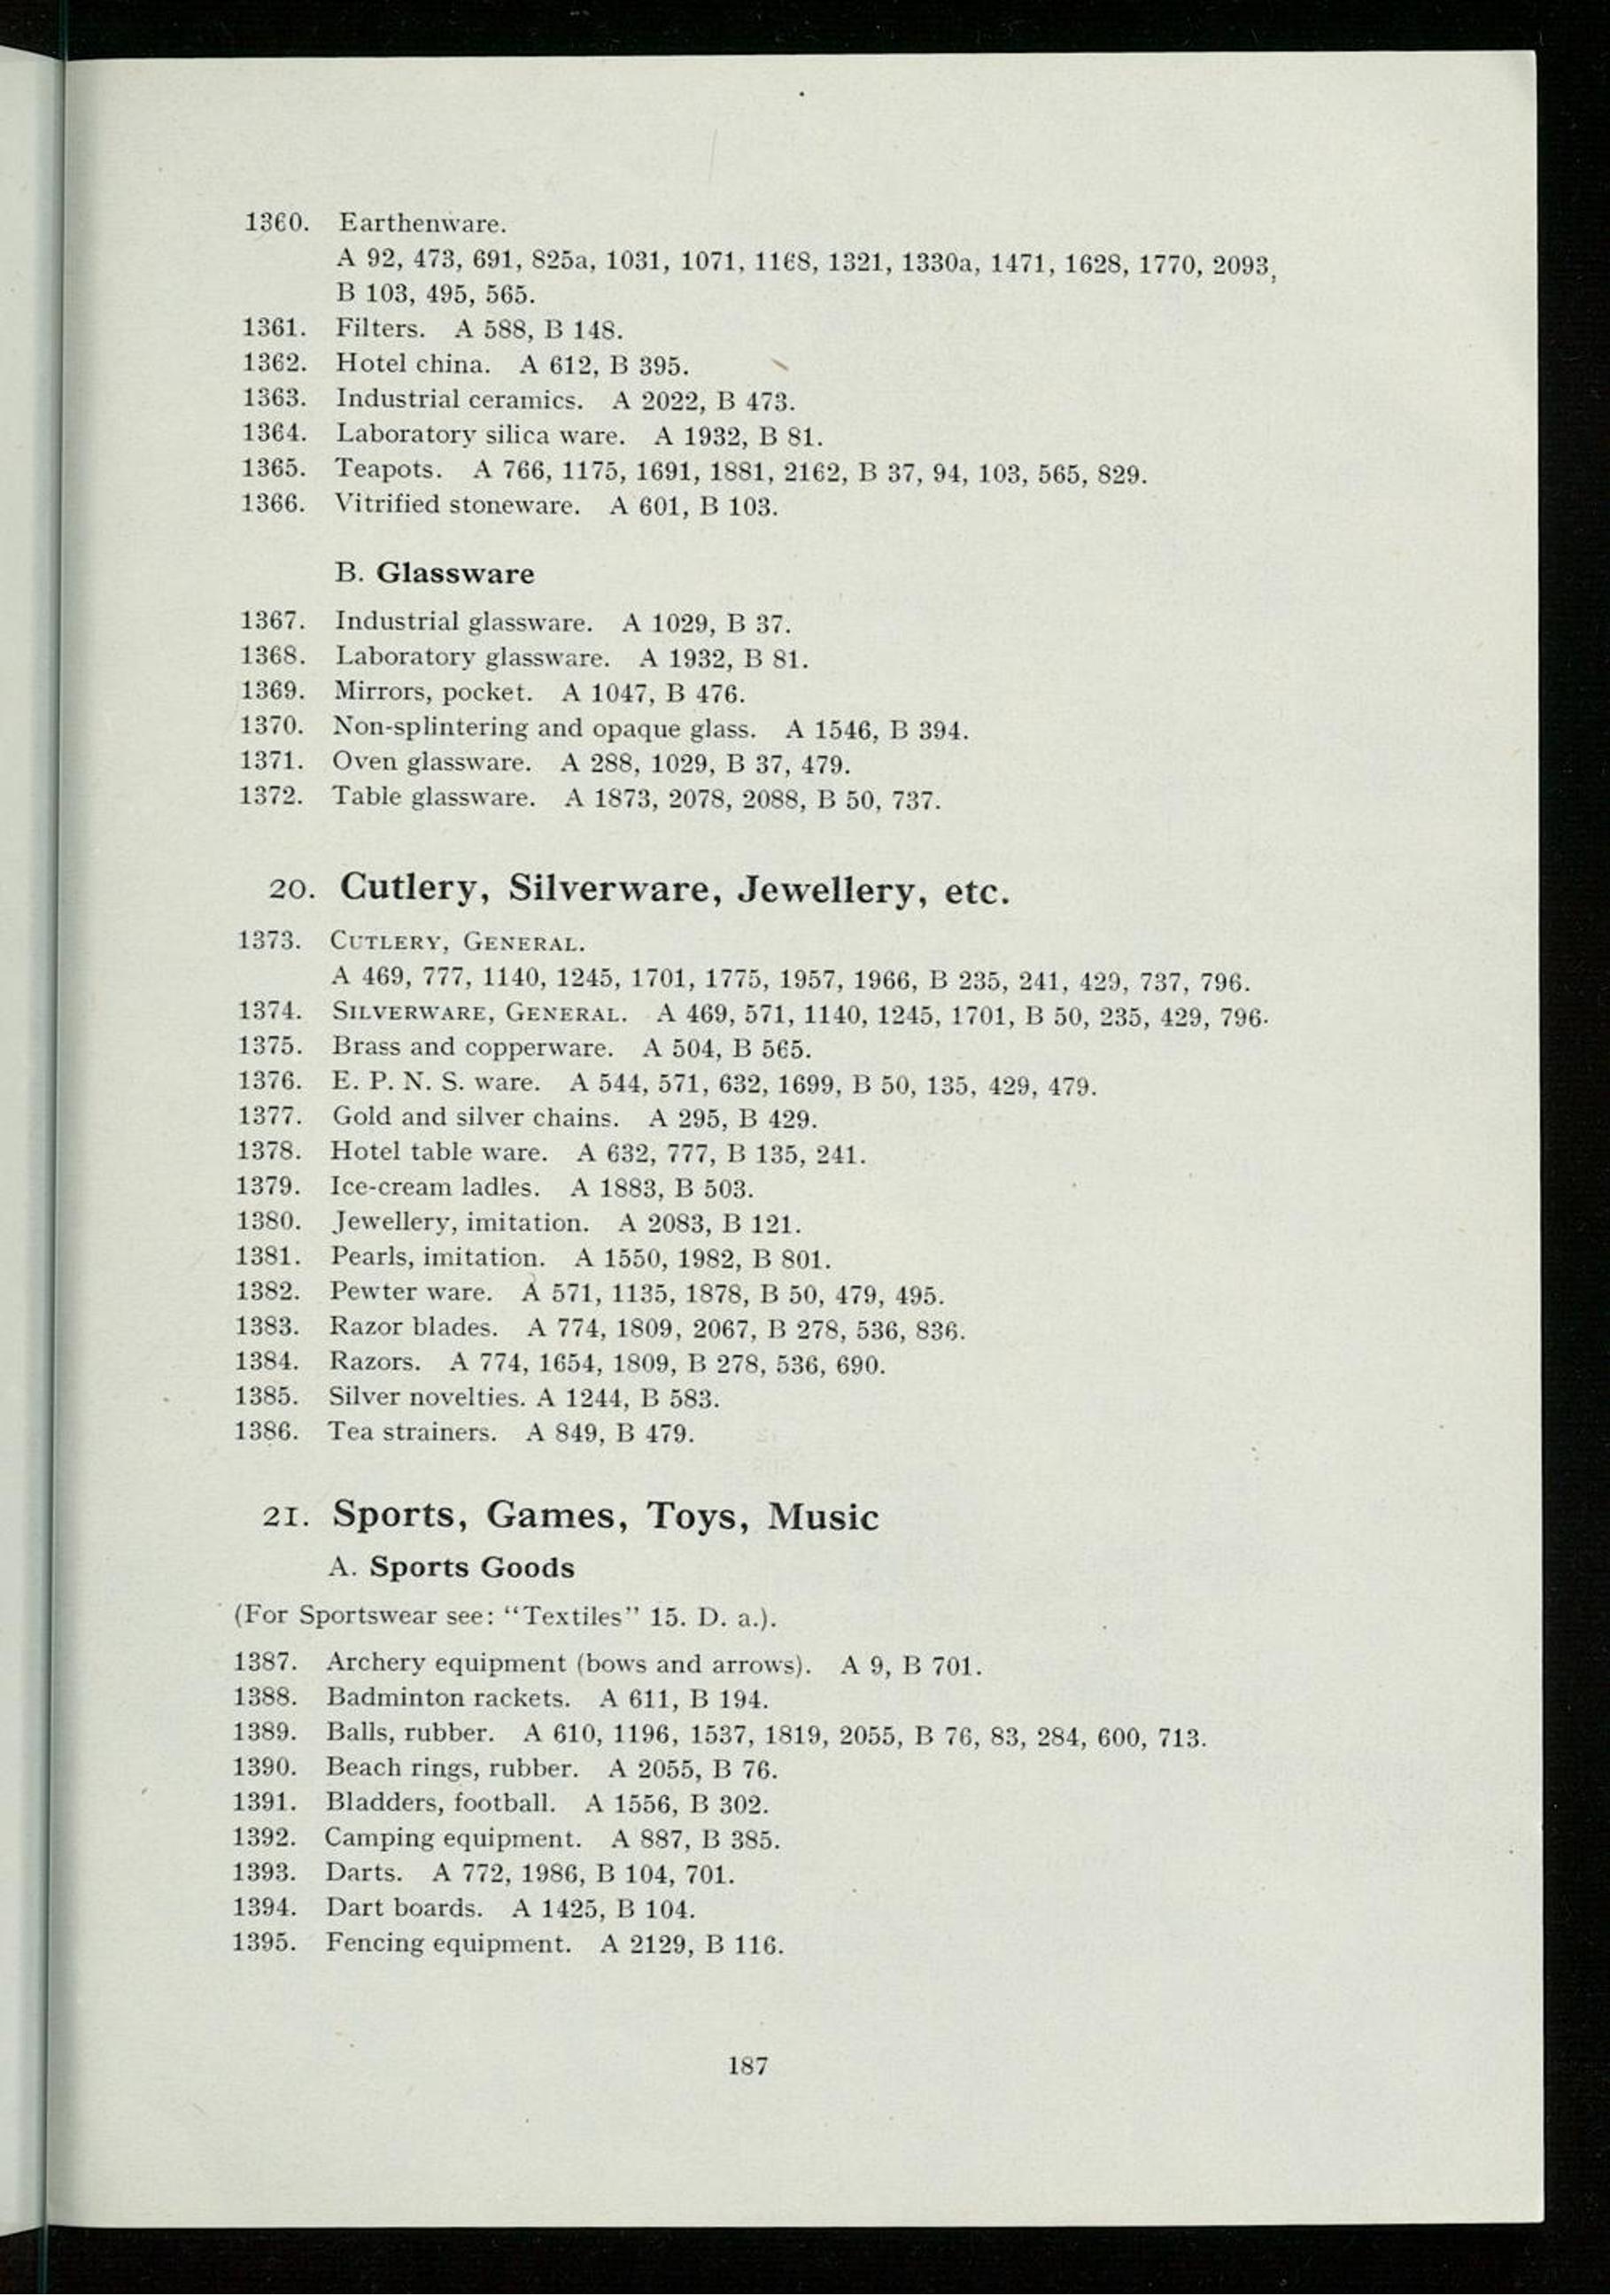 1360. Earthenware.
A 92, 473, 691, 825a, 1031, 1071, 1168, 1321, 1330a, 1471, 1628, 1770, 2093,
B 103, 495, 565.
1361. Filters. A 588, B 148.
1362. Hotel china. A 612, B 395.
1363. Industrial ceramics. A 2022, B 473.
1364. Laboratory silica ware. A 1932, B 81.
1365. Teapots. A 766, 1175, 1691, 1881, 2162, B 37, 94, 103, 565, 829.
1366. Vitrified stoneware. A 601, B 103.
B. Glassware
1367. Industrial glassware. A 1029, B 37.
1368. Laboratory glassware. A 1932, B 81.
1369. Mirrors, pocket. A 1047, B 476.
1370. Non-splintering and opaque glass. A 1546, B 394.
1371. Oven glassware. A 288, 1029, B 37, 479.
1372. Table glassware. A 1873, 2078, 2088, B 50, 737.
20. Cutlery, Silverware, Jewellery, etc.
1373. CUTLERY, GENERAL.
A 469, 777, 1140, 1245, 1701, 1775, 1957, 1966, B 235, 241, 429, 737, 796.
1374. SILVERWARE, GENERAL. A 469, 571, 1140, 1245, 1701, B 50, 235, 429, 796.
1375. Brass and copperware. A 504, B 565.
1376. E. P. N. S. ware. A 544, 571, 632, 1699, B 50, 135, 429, 479.
1377. Gold and silver chains. A 295, B 429.
1378. Hotel table ware. A 632, 777, B 135, 241.
1379. Ice-cream ladles. A 1883, B 503.
1380. Jewellery, imitation. A 2083, B 121.
1381. Pearls, imitation. A 1550, 1982, B 801.
1382. Pewter ware. A 571, 1135, 1878, B 50, 479, 495.
1383. Razor blades. A 774, 1809, 2067, B 278, 536, 836.
1384. Razors. A 774, 1654, 1809, B 278, 536, 690.
1385. Silver novelties. A 1244, B 583.
1386. Tea strainers. A 849, B 479.
21. Sports, Games, Toys, Music
A. Sports Goods
(For Sportswear see: “Textiles” 15. D. a.).
1387. Archery equipment (bows and arrows). A 9, B 701.
1388. Badminton rackets. A 611, B 194.
1389. Balls, rubber. A 610, 1196, 1537, 1819, 2055, B 76, 83, 284, 600, 713.
1390. Beach rings, rubber. A 2055, B 76.
1391. Bladders, football. A 1556, B 302.
1392. Camping equipment. A 887, B 385.
1393. Darts. A 772, 1986, B 104, 701.
1394. Dart boards. A 1425, B 104.
1395. Fencing equipment. A 2129, B 116.
187